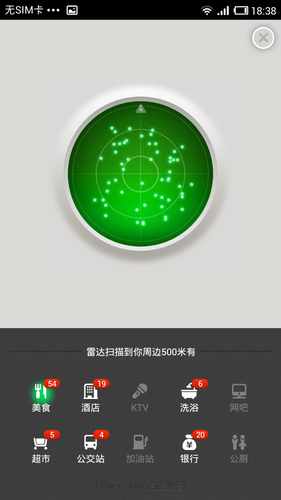 无SIM卡 ••• 18:38
雷达扫描到你周边500米有
54 19 6
美食 酒店 KTV 洗浴 网吧
5 4 20
超市 公交站 加油站 银行 公厕
Powered by